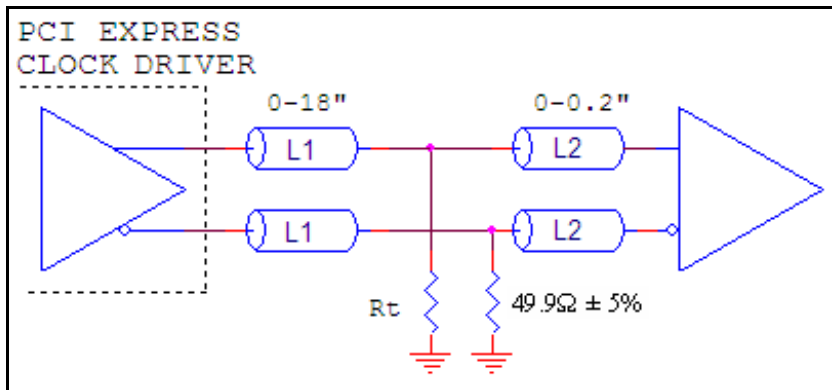 PCI EXPRESS
CLOCK DRIVER
0-18"
0-0.2"
L1
L2
L1
L2
Rt
49.9Ω ± 5%